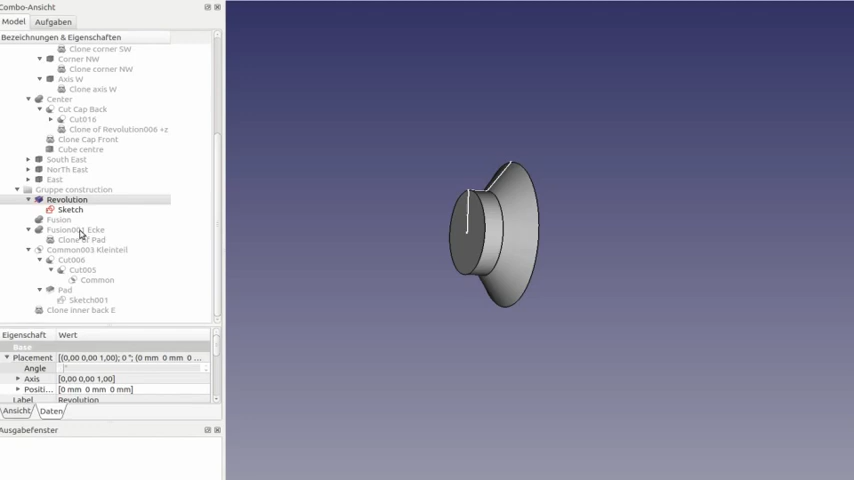 Combo-Ansicht
Model Aufgaben
Bezeichnungen & Eigenschaften
Clone corner SW
Corner NW
Clone corner NW
Axis W
Clone axis W
Center
Cut Cap Back
Cut016
Clone of Revolution006 +z
Clone Cap Front
Cube centre
South East
NorTh East
East
Gruppe construction
Revolution
Sketch
Fusion
Clone of Pad
Common003 Kleinteil
Cut006
Cut005
Common
Pad
Sketch001
Clone inner back E
Eigenschaft Wert
Base
Placement [(0,00 0,00 1,00); 0 °; (0 mm 0 mm 0 ...
Angle
Axis [0,00 0,00 1,00]
Positi... [0 mm 0 mm 0 mm]
Label Revolution
Ansicht Daten
Ausgabefenster